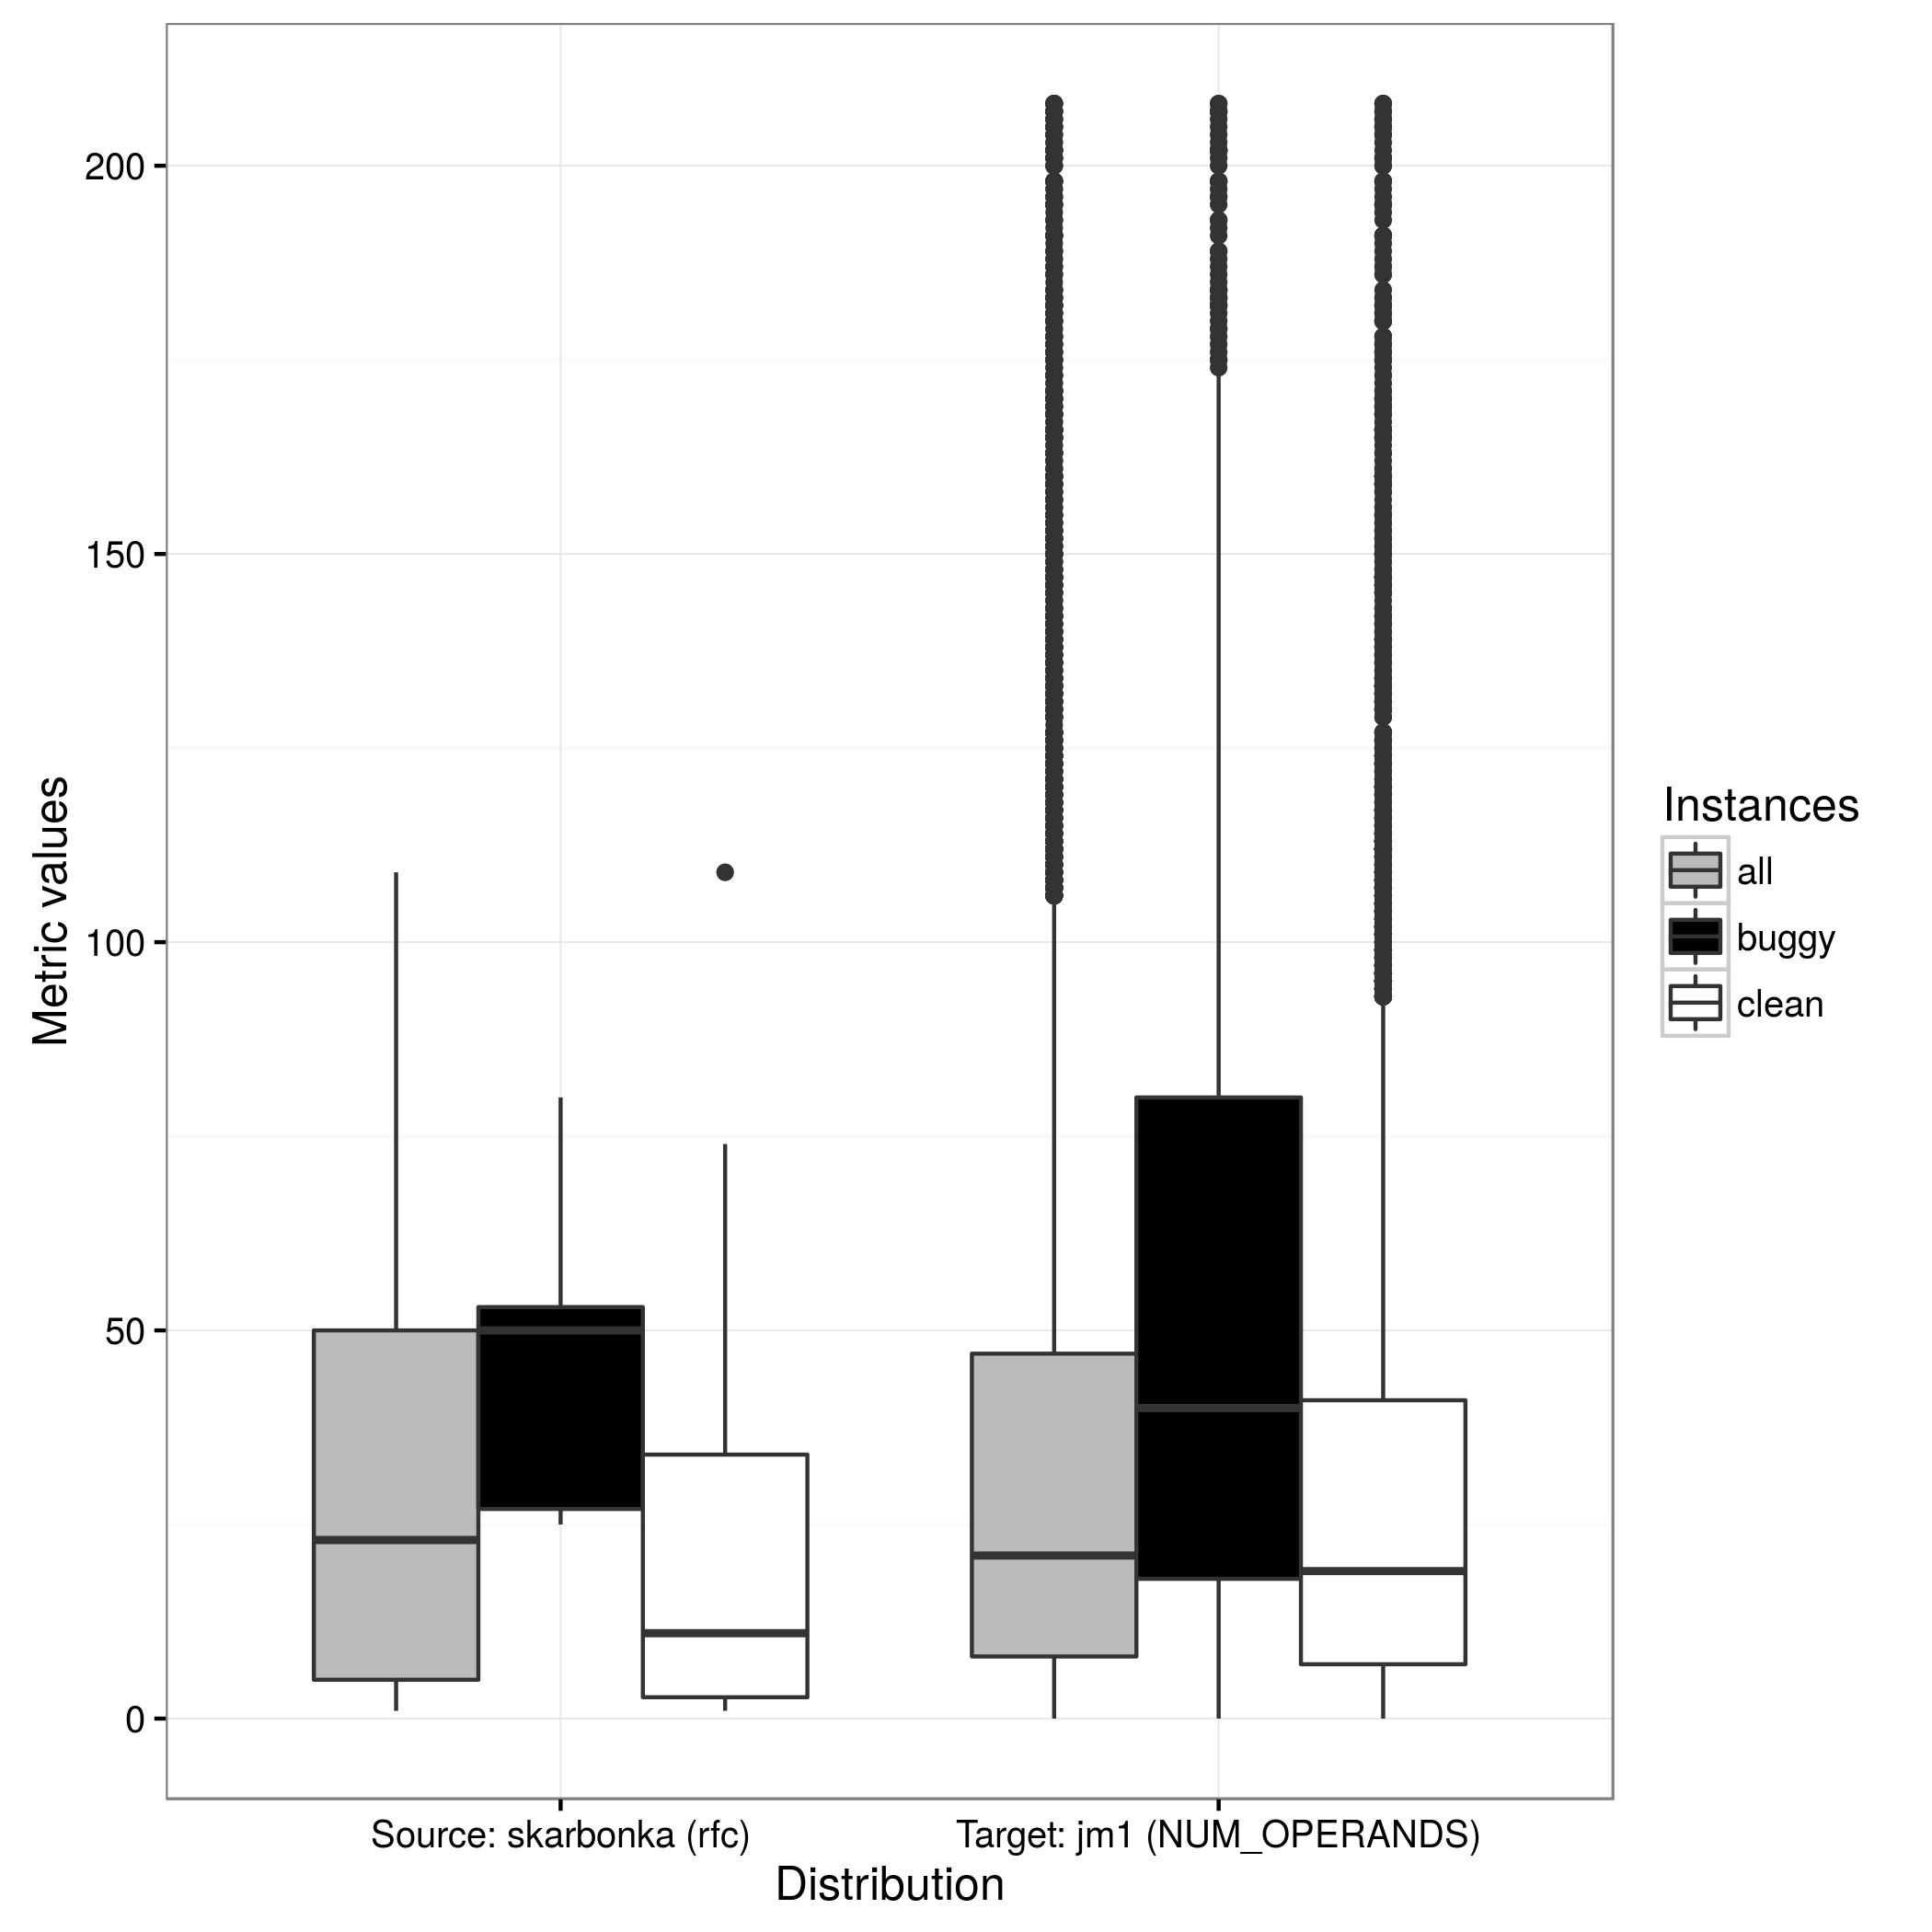 200
150
100
50
0
Metric values
Source: skarbonka (rfc)
Target: jm1 (NUM_OPERANDS)
Distribution
Instances
all
buggy
clean